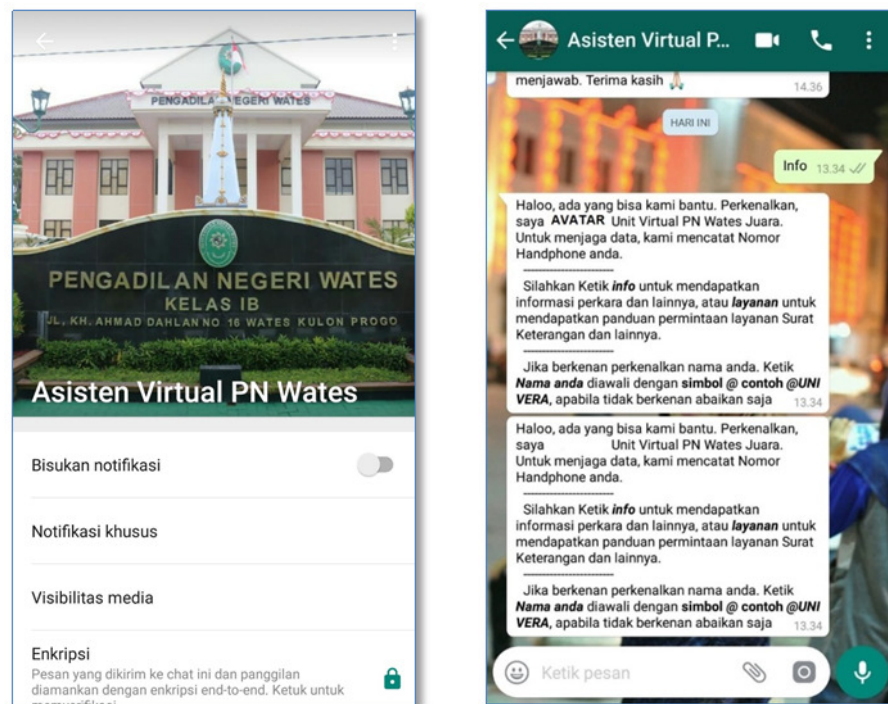 PENGADILAN NEGERI WATES
PENGADILAN NEGERI WATES
KELAS IB
JL. KH. AHMAD DAHLAN NO 16 WATES KULON PROGO
Asisten Virtual PN Wates
Bisukan notifikasi
Notifikasi khusus
Visibilitas media
Enkripsi
Pesan yang dikirim ke chat ini dan panggilan
diamankan dengan enkripsi end-to-end. Ketuk untuk
Asisten Virtual P...
menjawab. Terima kasih 🙏🏻
14.36
HARI INI
Info 13.34
Haloo, ada yang bisa kami bantu. Perkenalkan,
saya AVATAR Unit Virtual PN Wates Juara.
Untuk menjaga data, kami mencatat Nomor
Handphone anda.
-------------------------
Silahkan Ketik info untuk mendapatkan
informasi perkara dan lainnya, atau layanan untuk
mendapatkan panduan permintaan layanan Surat
Keterangan dan lainnya.
-------------------------
Jika berkenan perkenalkan nama anda. Ketik
Nama anda diawali dengan simbol @ contoh @UNI
VERA, apabila tidak berkenan abaikan saja 13.34
Haloo, ada yang bisa kami bantu. Perkenalkan,
saya Unit Virtual PN Wates Juara.
Untuk menjaga data, kami mencatat Nomor
Handphone anda.
-------------------------
Silahkan Ketik info untuk mendapatkan
informasi perkara dan lainnya, atau layanan untuk
mendapatkan panduan permintaan layanan Surat
Keterangan dan lainnya.
-------------------------
Jika berkenan perkenalkan nama anda. Ketik
Nama anda diawali dengan simbol @ contoh @UNI
VERA, apabila tidak berkenan abaikan saja 13.34
Ketik pesan